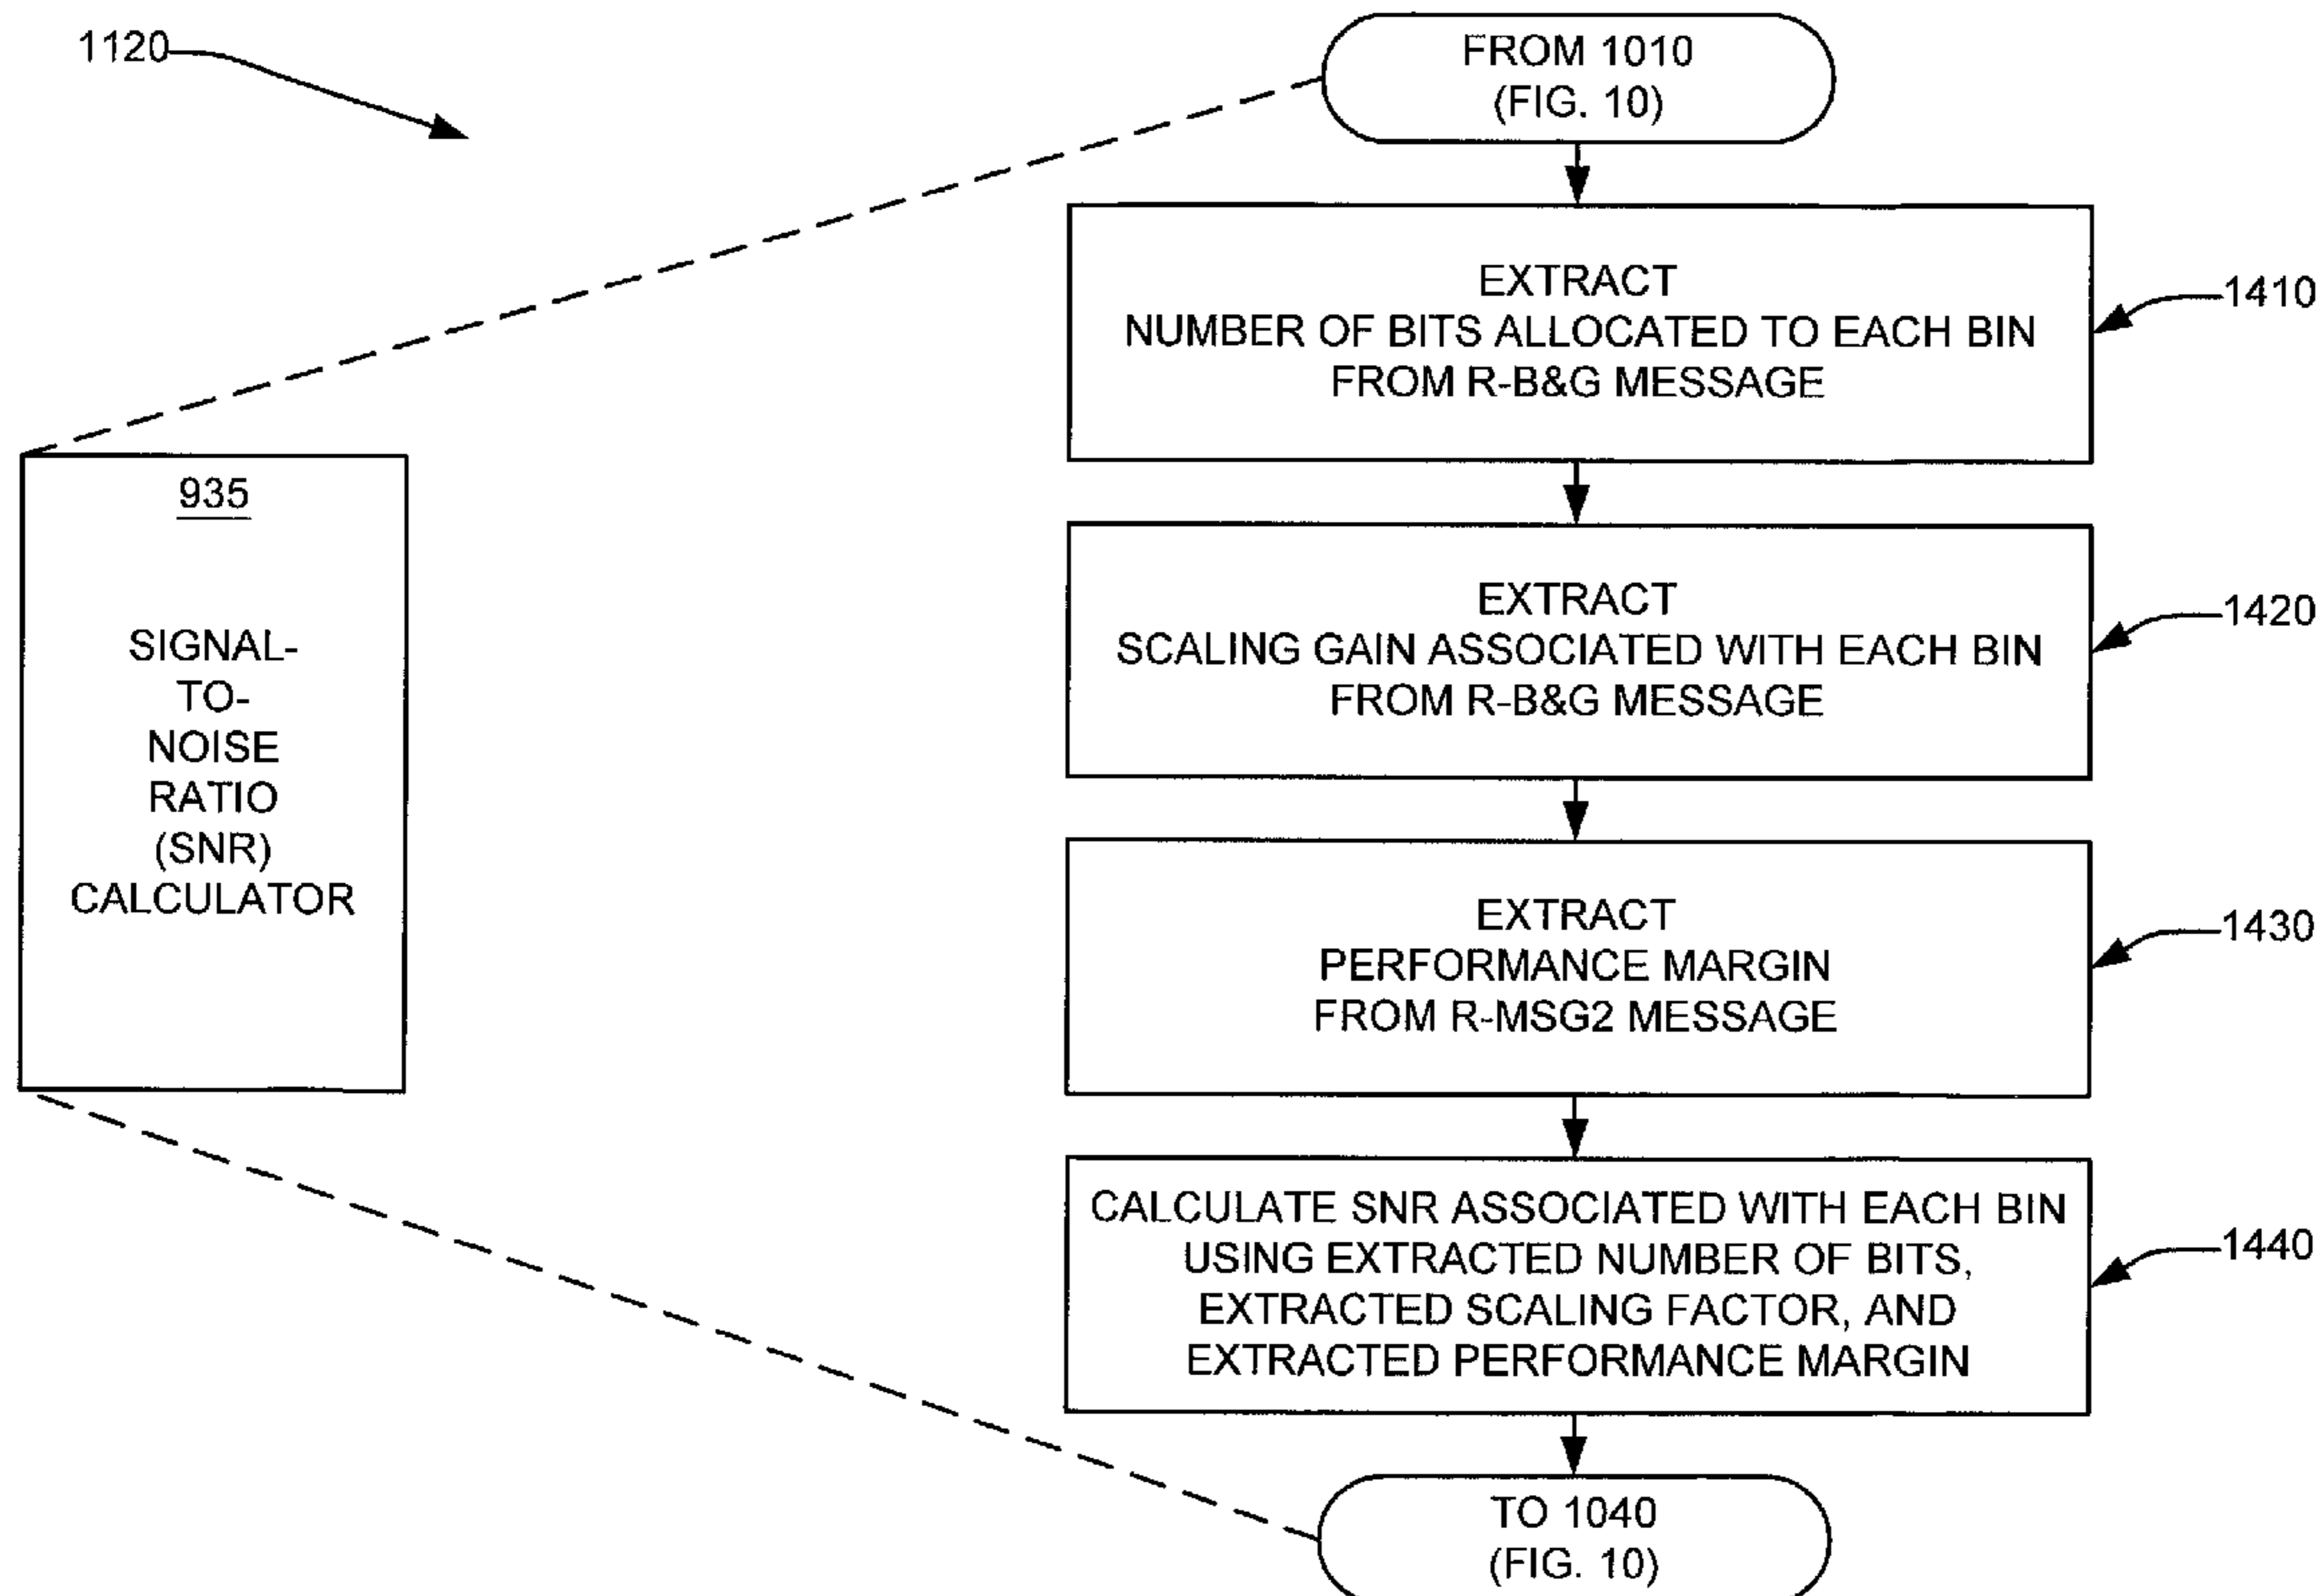 1120
FROM 1010
(FIG. 10)
EXTRACT
NUMBER OF BITS ALLOCATED TO EACH BIN
FROM R-B&G MESSAGE
1410
935
SIGNAL-
TO-
NOISE
RATIO
(SNR)
CALCULATOR
EXTRACT
SCALING GAIN ASSOCIATED WITH EACH BIN
FROM R-B&G MESSAGE
1420
EXTRACT
PERFORMANCE MARGIN
FROM R-MSG2 MESSAGE
1430
CALCULATE SNR ASSOCIATED WITH EACH BIN
USING EXTRACTED NUMBER OF BITS,
EXTRACTED SCALING FACTOR, AND
EXTRACTED PERFORMANCE MARGIN
1440
TO 1040
(FIG. 10)